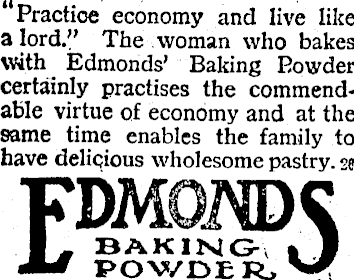 "Practice economy and live like
a lord." The woman who bakes
with Edmonds' Baking Powder
certainly practises the commend-
able virtue of economy and at the
same time enables the family to
have delicious wholesome pastry. 26
EDMONDS
BAKING
POWDER